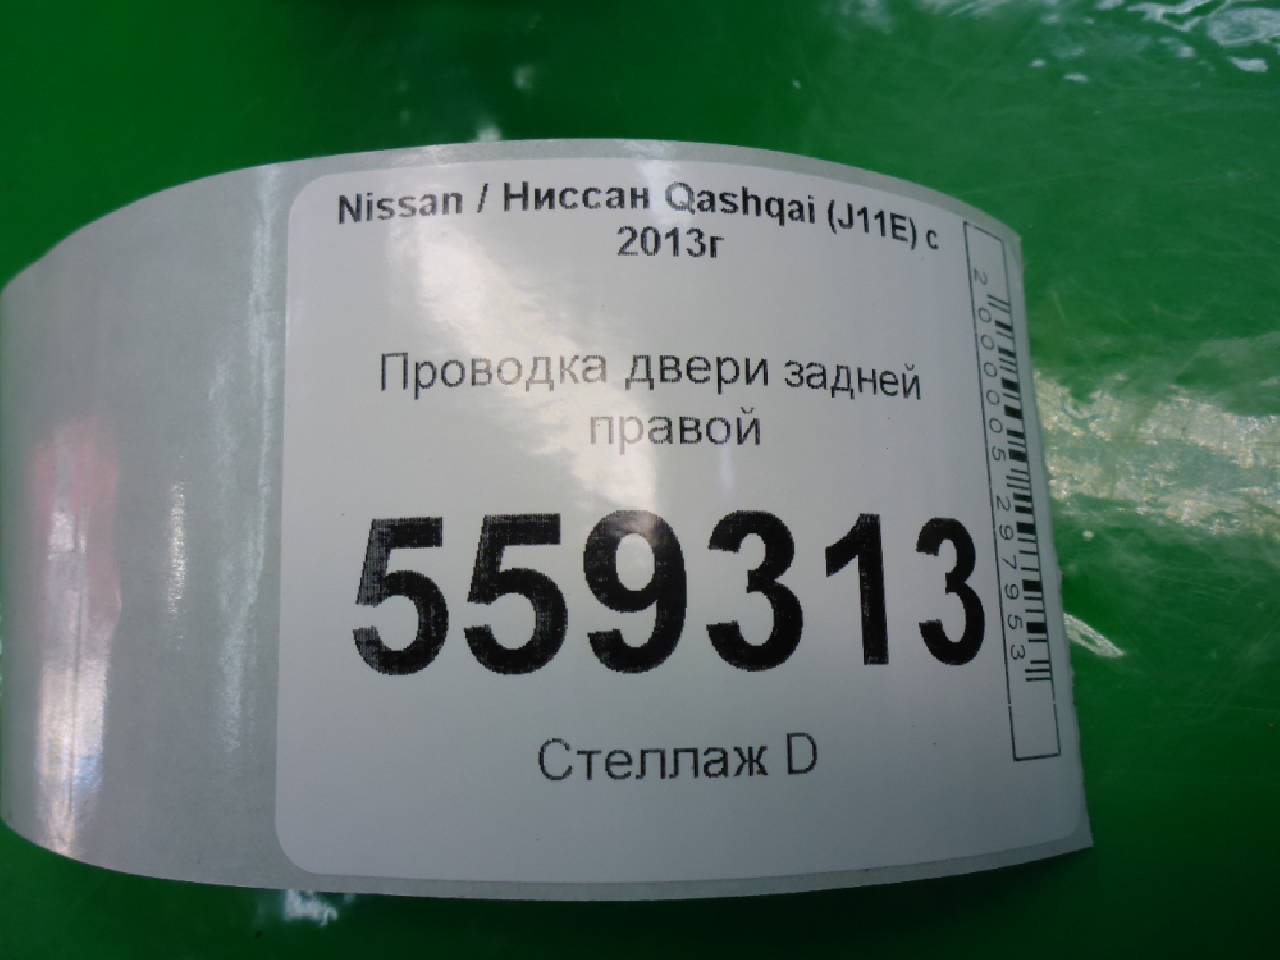 Nissan / Ниссан Qashqai (J11E) с
2013г
Проводка двери задней
правой
559313
Стеллаж D
2000005297953